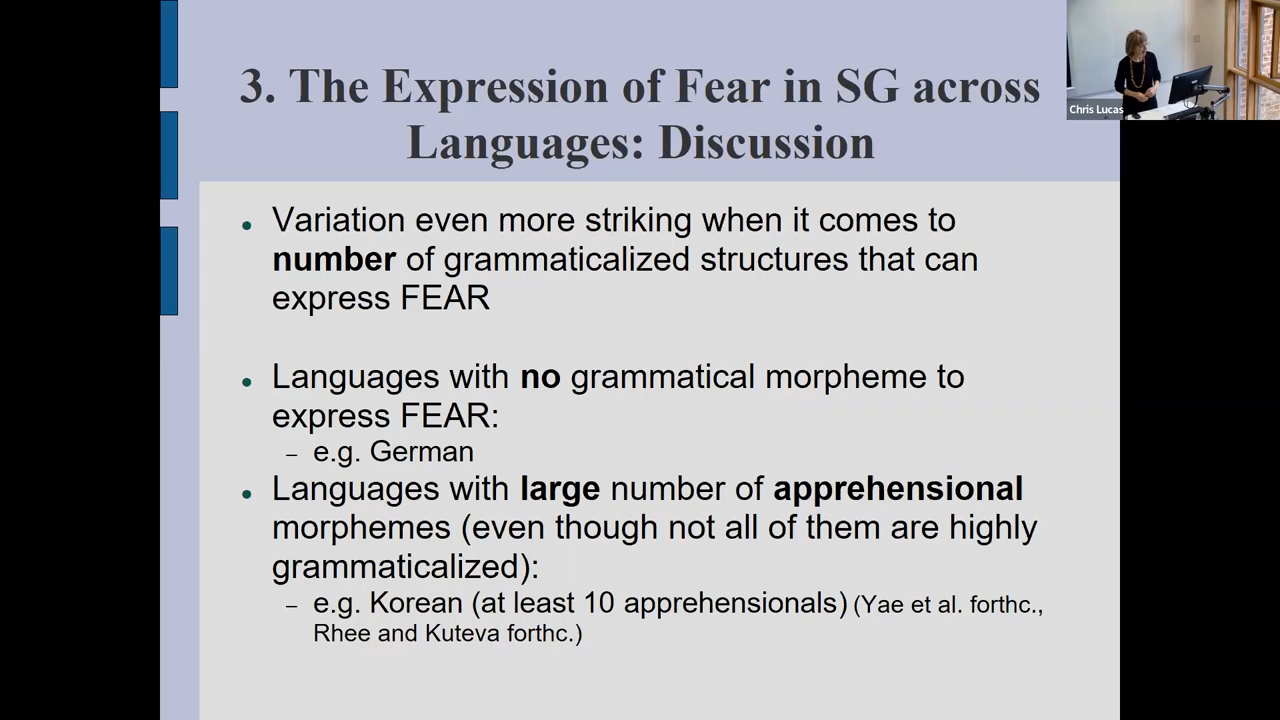 3. The Expression of Fear in SG across
Languages: Discussion
Chris Lucas
• Variation even more striking when it comes to
number of grammaticalized structures that can
express FEAR
• Languages with no grammatical morpheme to
express FEAR:
– e.g. German
• Languages with large number of apprehensional
morphemes (even though not all of them are highly
grammaticalized):
– e.g. Korean (at least 10 apprehensionals) (Yae et al. forthc.,
Rhee and Kuteva forthc.)